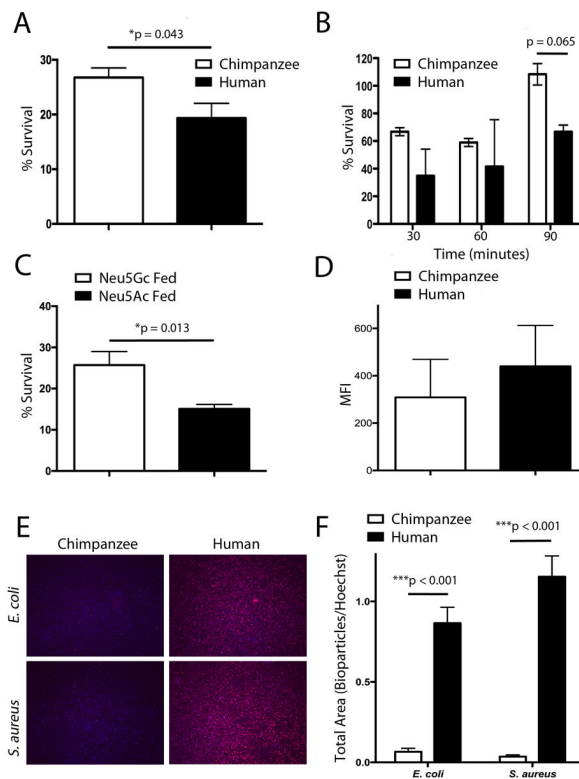 A
*p = 0.043
Chimpanzee
Human
% Survival
30
20
10
0
B
p = 0.065
Chimpanzee
Human
% Survival
120
100
80
60
40
20
0
30
60
90
Time (minutes)
C
Neu5Gc Fed
Neu5Ac Fed
*p = 0.013
% Survival
50
40
30
20
10
0
D
Chimpanzee
Human
MFI
600
400
200
0
E
Chimpanzee
Human
E. coli
S. aureus
F
Chimpanzee
Human
***p < 0.001
***p < 0.001
Total Area (Bioparticles/Hoechst)
1.0
0.5
0.0
E. coli
S. aureus